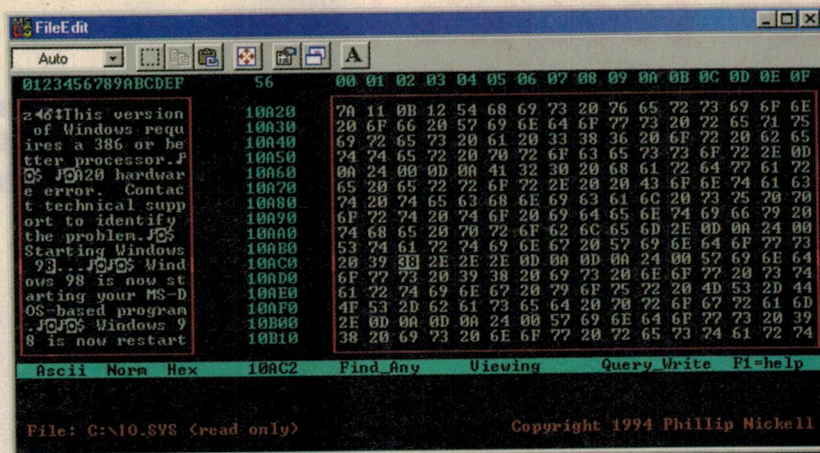 FileEdit
Auto A
0123456789ABCDEF 56 00 01 02 03 04 05 06 07 08 09 0A 0B 0C 0D 0E 0F
z◄♂↕This version 10A20 7A 11 0B 12 54 68 69 73 20 76 65 72 73 69 6F 6E
of Windows requ 10A30 20 6F 66 20 57 69 6E 64 6F 77 73 20 72 65 71 75
ires a 386 or be 10A40 69 72 65 73 20 61 20 33 38 36 20 6F 72 20 62 65
tter processor.♪ 10A50 74 74 65 72 20 70 72 6F 63 65 73 73 6F 72 2E 0D
◙$ ♪◙A20 hardwar 10A60 0A 24 00 0D 0A 41 32 30 20 68 61 72 64 77 61 72
e error.  Contac 10A70 65 20 65 72 72 6F 72 2E 20 20 43 6F 6E 74 61 63
t technical supp 10A80 74 20 74 65 63 68 6E 69 63 61 6C 20 73 75 70 70
ort to identify 10A90 6F 72 74 20 74 6F 20 69 64 65 6E 74 69 66 79 20
the problem.♪◙$ 10AA0 74 68 65 20 70 72 6F 62 6C 65 6D 2E 0D 0A 24 00
Starting Windows 10AB0 53 74 61 72 74 69 6E 67 20 57 69 6E 64 6F 77 73
98...♪◙♪◙$ Wind 10AC0 20 39 38 2E 2E 2E 0D 0A 0D 0A 24 00 57 69 6E 64
ows 98 is now st 10AD0 6F 77 73 20 39 38 20 69 73 20 6E 6F 77 20 73 74
arting your MS-D 10AE0 61 72 74 69 6E 67 20 79 6F 75 72 20 4D 53 2D 44
OS-based program 10AF0 4F 53 2D 62 61 73 65 64 20 70 72 6F 67 72 61 6D
.♪◙♪◙$ Windows 9 10B00 2E 0D 0A 0D 0A 24 00 57 69 6E 64 6F 77 73 20 39
8 is now restart 10B10 38 20 69 73 20 6E 6F 77 20 72 65 73 74 61 72 74
Ascii Norm Hex 10AC2 Find_Any Viewing Query_Write F1=help
File: C:\IO.SYS <read only> Copyright 1994 Phillip Nickell